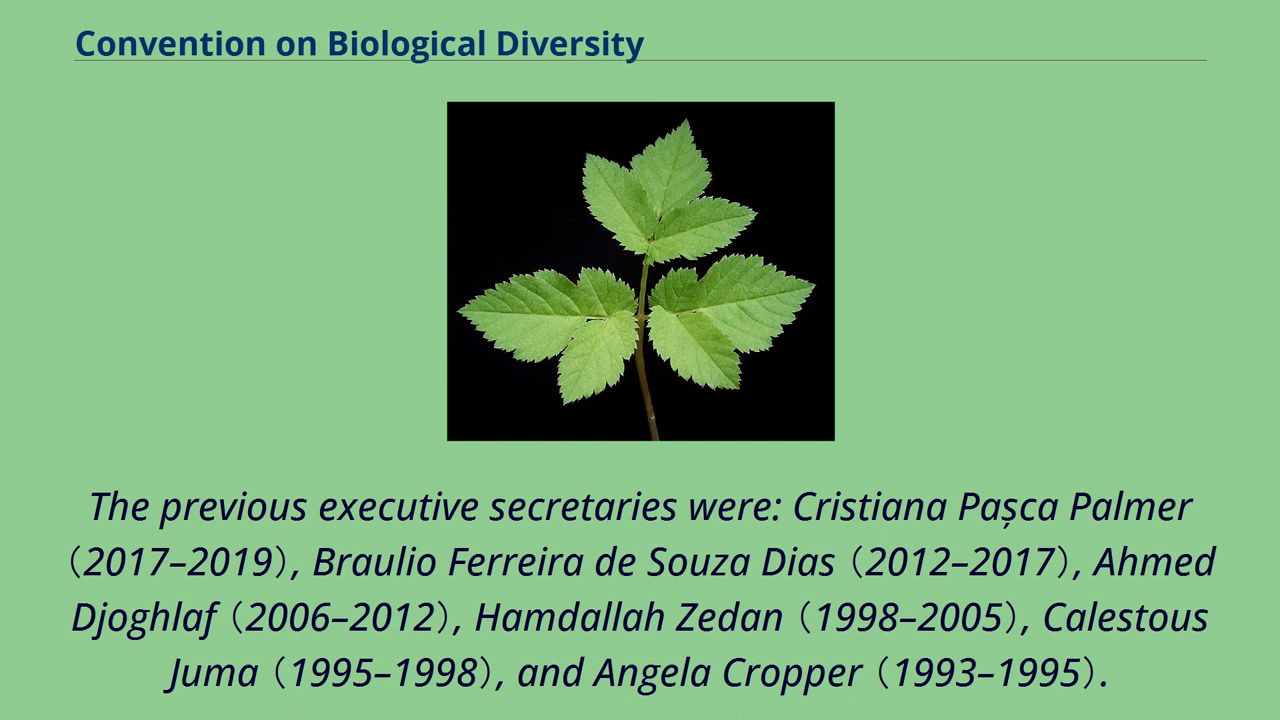 Convention on Biological Diversity
The previous executive secretaries were: Cristiana Pașca Palmer
(2017–2019), Braulio Ferreira de Souza Dias (2012–2017), Ahmed
Djoghlaf (2006–2012), Hamdallah Zedan (1998–2005), Calestous
Juma (1995–1998), and Angela Cropper (1993–1995).